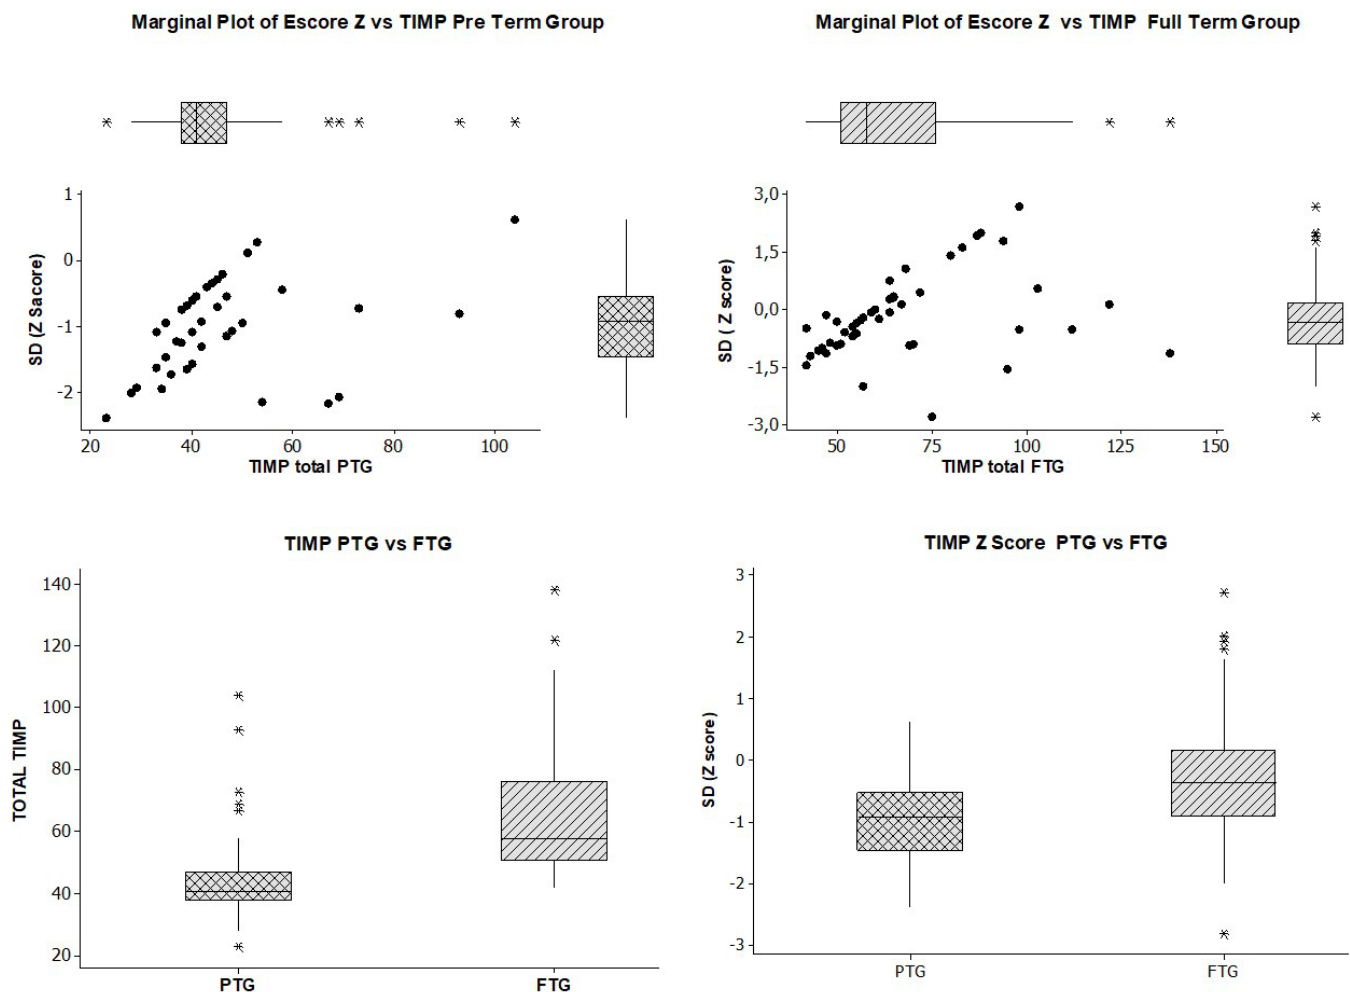 Marginal Plot of Escore Z vs TIMP Pre Term Group
1
0
-1
-2
SD (Z Sacore)
20 40 60 80 100
TIMP total PTG
Marginal Plot of Escore Z vs TIMP Full Term Group
3,0
1,5
0,0
-1,5
-3,0
SD ( Z score)
50 75 100 125 150
TIMP total FTG
TIMP PTG vs FTG
140
120
100
80
60
40
20
TOTAL TIMP
PTG FTG
TIMP Z Score PTG vs FTG
3
2
1
0
-1
-2
-3
SD (Z score)
PTG FTG